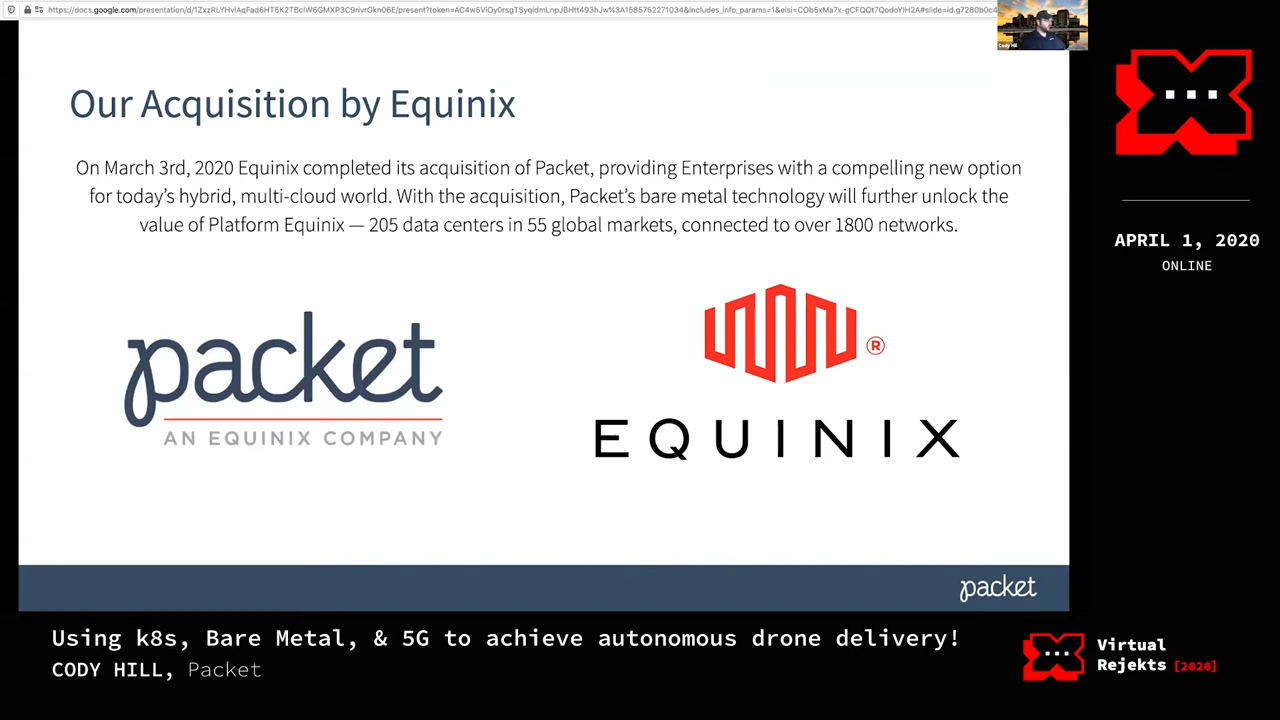 Cody Hill
Our Acquisition by Equinix
On March 3rd, 2020 Equinix completed its acquisition of Packet, providing Enterprises with a compelling new option
for today's hybrid, multi-cloud world. With the acquisition, Packet's bare metal technology will further unlock the
value of Platform Equinix — 205 data centers in 55 global markets, connected to over 1800 networks.
packet
AN EQUINIX COMPANY
®
EQUINIX
packet
APRIL 1, 2020
ONLINE
Using k8s, Bare Metal, & 5G to achieve autonomous drone delivery!
CODY HILL, Packet
Virtual
Rejekts [2020]